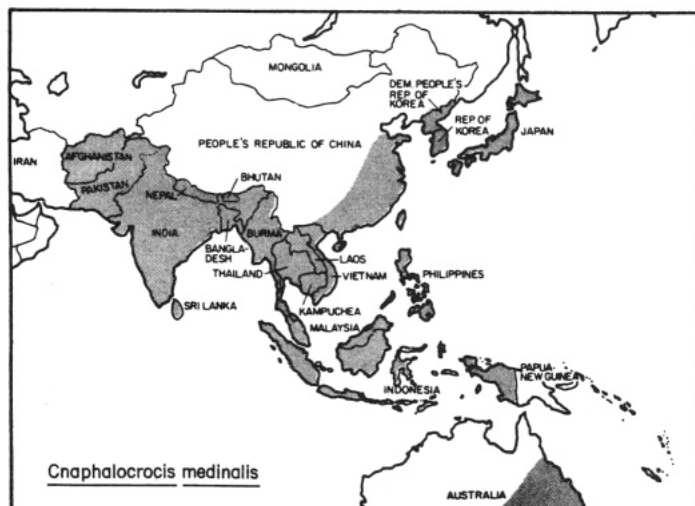 MONGOLIA
DEM. PEOPLE'S
REP. OF
KOREA
REP OF
KOREA
JAPAN
PEOPLE'S REPUBLIC OF CHINA
IRAN
AFGHANISTAN
PAKISTAN
NEPAL
BHUTAN
INDIA
BANGLA-
DESH
BURMA
LAOS
THAILAND
VIETNAM
KAMPUCHEA
PHILIPPINES
SRI LANKA
MALAYSIA
INDONESIA
PAPUA
NEW GUINEA
Cnaphalocrocis medinalis
AUSTRALIA